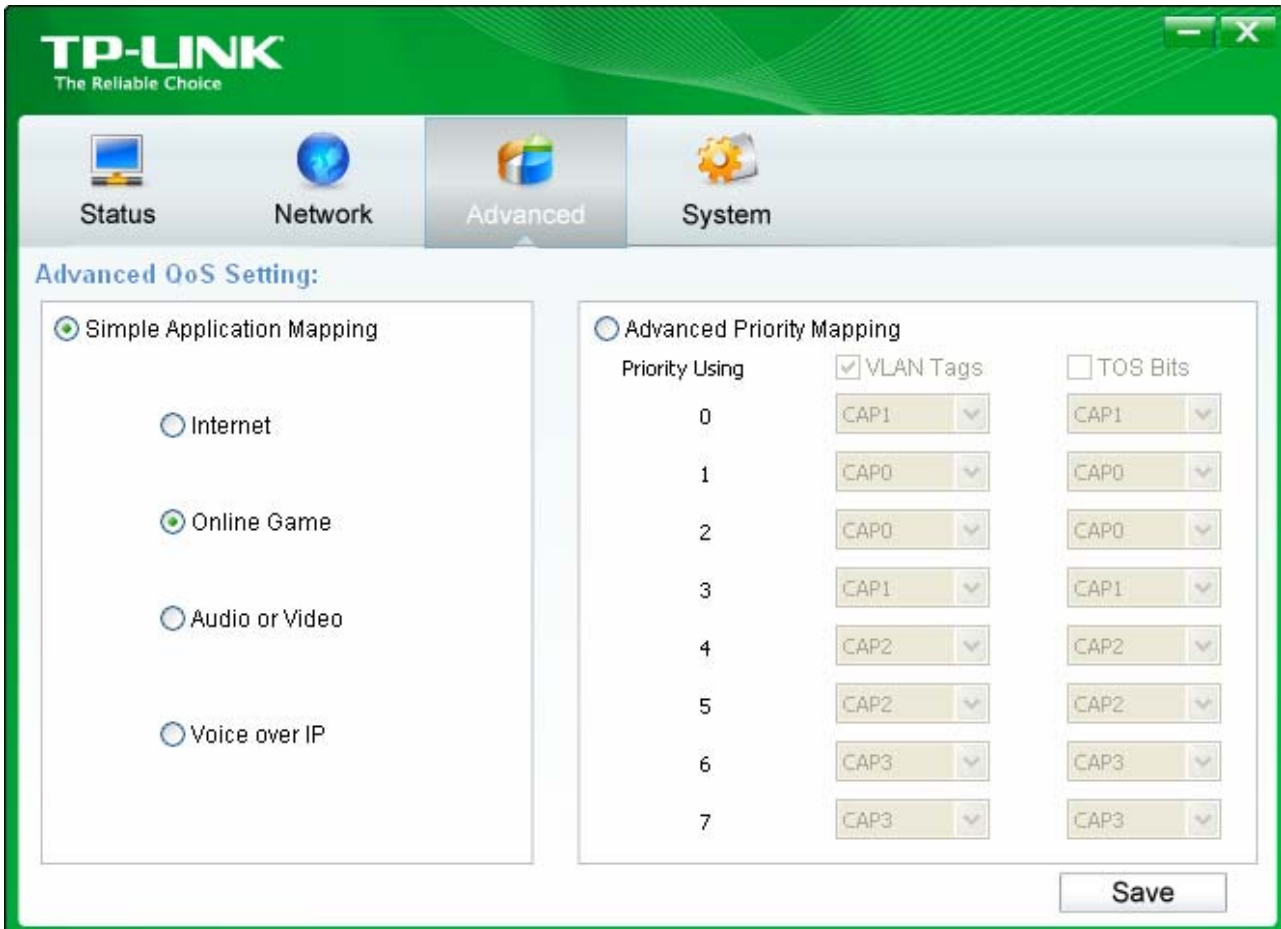 TP-LINK
The Reliable Choice
Status Network Advanced System
Advanced QoS Setting:
Simple Application Mapping
Internet
Online Game
Audio or Video
Voice over IP
Advanced Priority Mapping
Priority Using VLAN Tags TOS Bits
0 CAP1 CAP1
1 CAP0 CAP0
2 CAP0 CAP0
3 CAP1 CAP1
4 CAP2 CAP2
5 CAP2 CAP2
6 CAP3 CAP3
7 CAP3 CAP3
Save